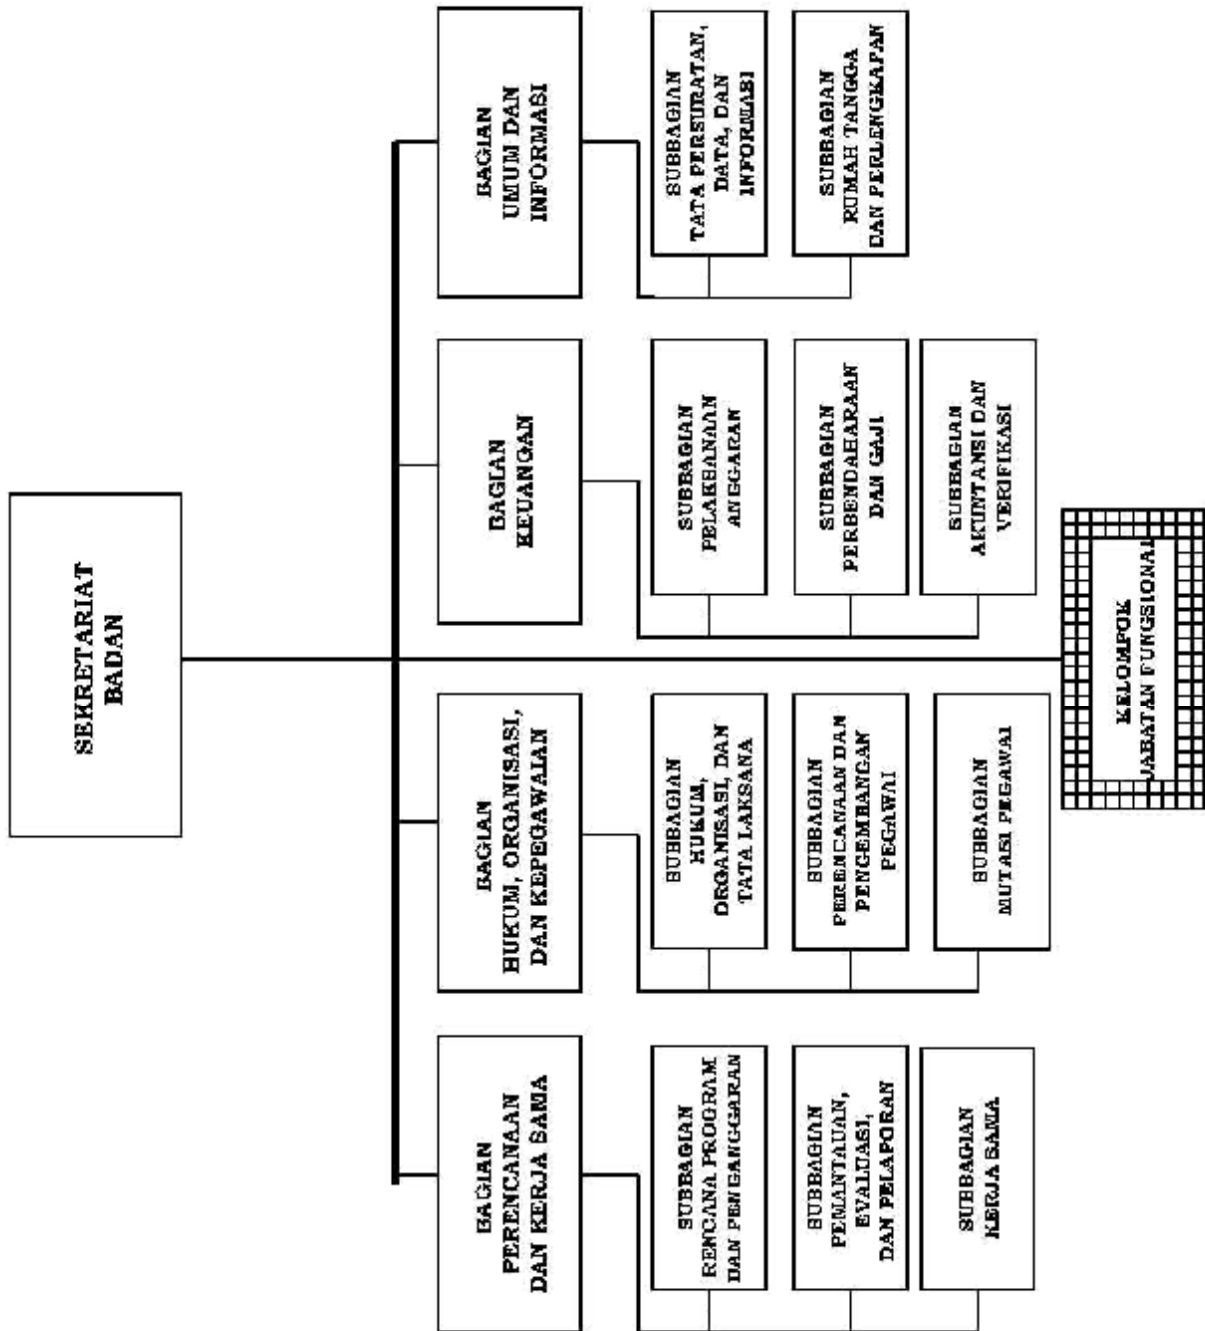 SEKRETARIAT
BADAN
BAGIAN
PERENCANAAN
DAN KERJA SAMA
BAGIAN
HUKUM, ORGANISASI,
DAN KEPEGAWAIAN
BAGIAN
KEUANGAN
BAGIAN
UMUM DAN
INFORMASI
SUBBAGIAN
RENCANA PROGRAM
DAN PENGANGGARAN
SUBBAGIAN
HUKUM,
ORGANISASI, DAN
TATA LAKSANA
SUBBAGIAN
PELAKSANAAN
ANGGARAN
SUBBAGIAN
TATA PERSURATAN,
DATA, DAN
INFORMASI
SUBBAGIAN
PEMANTAUAN,
EVALUASI,
DAN PELAPORAN
SUBBAGIAN
PERENCANAAN DAN
PENGEMBANGAN
PEGAWAI
SUBBAGIAN
PERBENDAHARAAN
DAN GAJI
SUBBAGIAN
RUMAH TANGGA
DAN PERLENGKAPAN
SUBBAGIAN
KERJA SAMA
SUBBAGIAN
MUTASI PEGAWAI
SUBBAGIAN
AKUNTANSI DAN
VERIFIKASI
KELOMPOK
JABATAN FUNGSIONAL